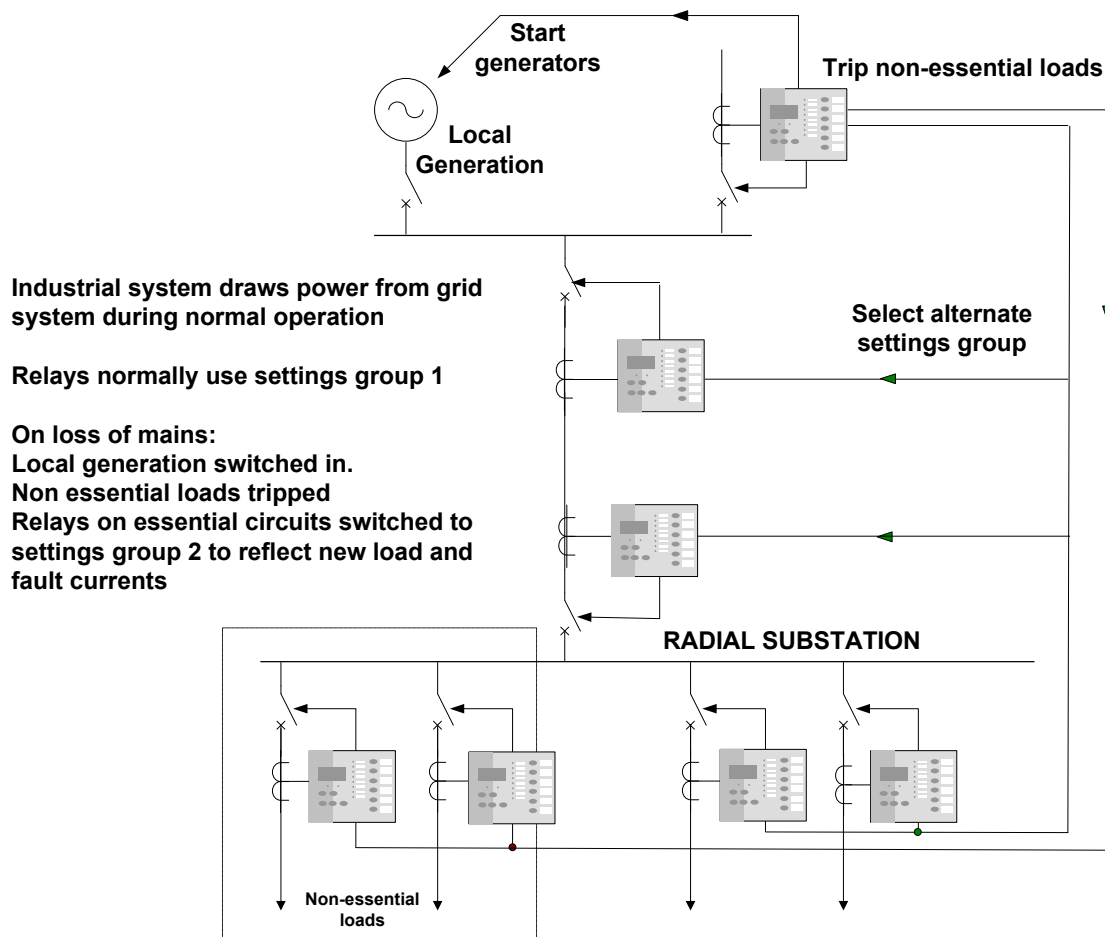 Start
generators
Trip non-essential loads
Local
Generation
Industrial system draws power from grid
system during normal operation
Relays normally use settings group 1
On loss of mains:
Local generation switched in.
Non essential loads tripped
Relays on essential circuits switched to
settings group 2 to reflect new load and
fault currents
Select alternate
settings group
RADIAL SUBSTATION
Non-essential
loads